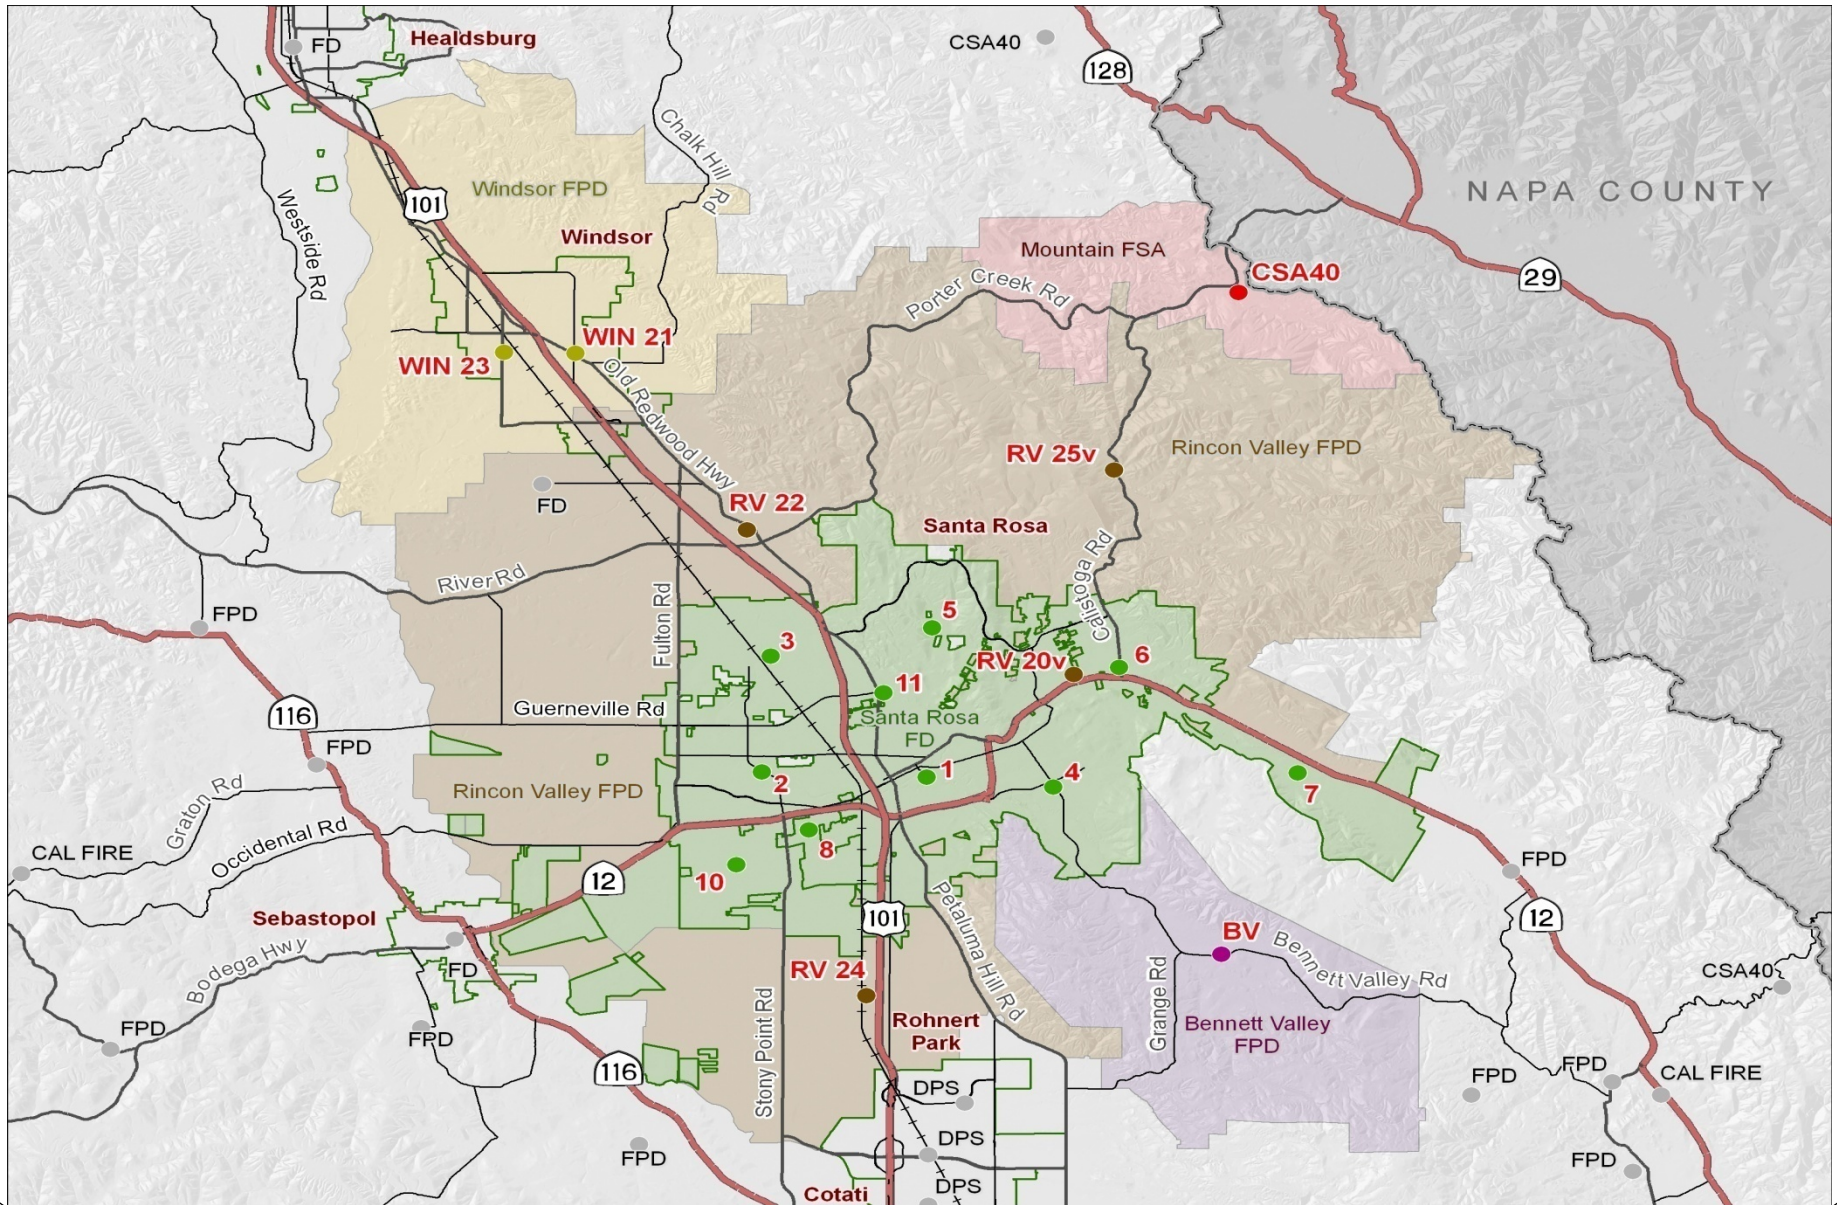 FD
Healdsburg
CSA40
128
Chalk Hill Rd
Windsor FPD
NAPA COUNTY
101
Westside Rd
Windsor
Mountain FSA
CSA40
29
Porter Creek Rd
WIN 21
WIN 23
Old Redwood Hwy
RV 25v
Rincon Valley FPD
FD
RV 22
Santa Rosa
River Rd
Calistoga Rd
FPD
Fulton Rd
5
3
RV 20v
6
11
116
Guerneville Rd
Santa Rosa
FD
FPD
Rincon Valley FPD
2
1
4
7
Graton Rd
Occidental Rd
CAL FIRE
8
10
12
FPD
Sebastopol
101
Petaluma Hill Rd
12
BV
Bennett Valley Rd
Bodega Hwy
FD
RV 24
CSA40
Grange Rd
FPD
FPD
Stony Point Rd
Rohnert
Park
Bennett Valley
FPD
116
DPS
FPD
FPD
CAL FIRE
DPS
FPD
FPD
DPS
Cotati